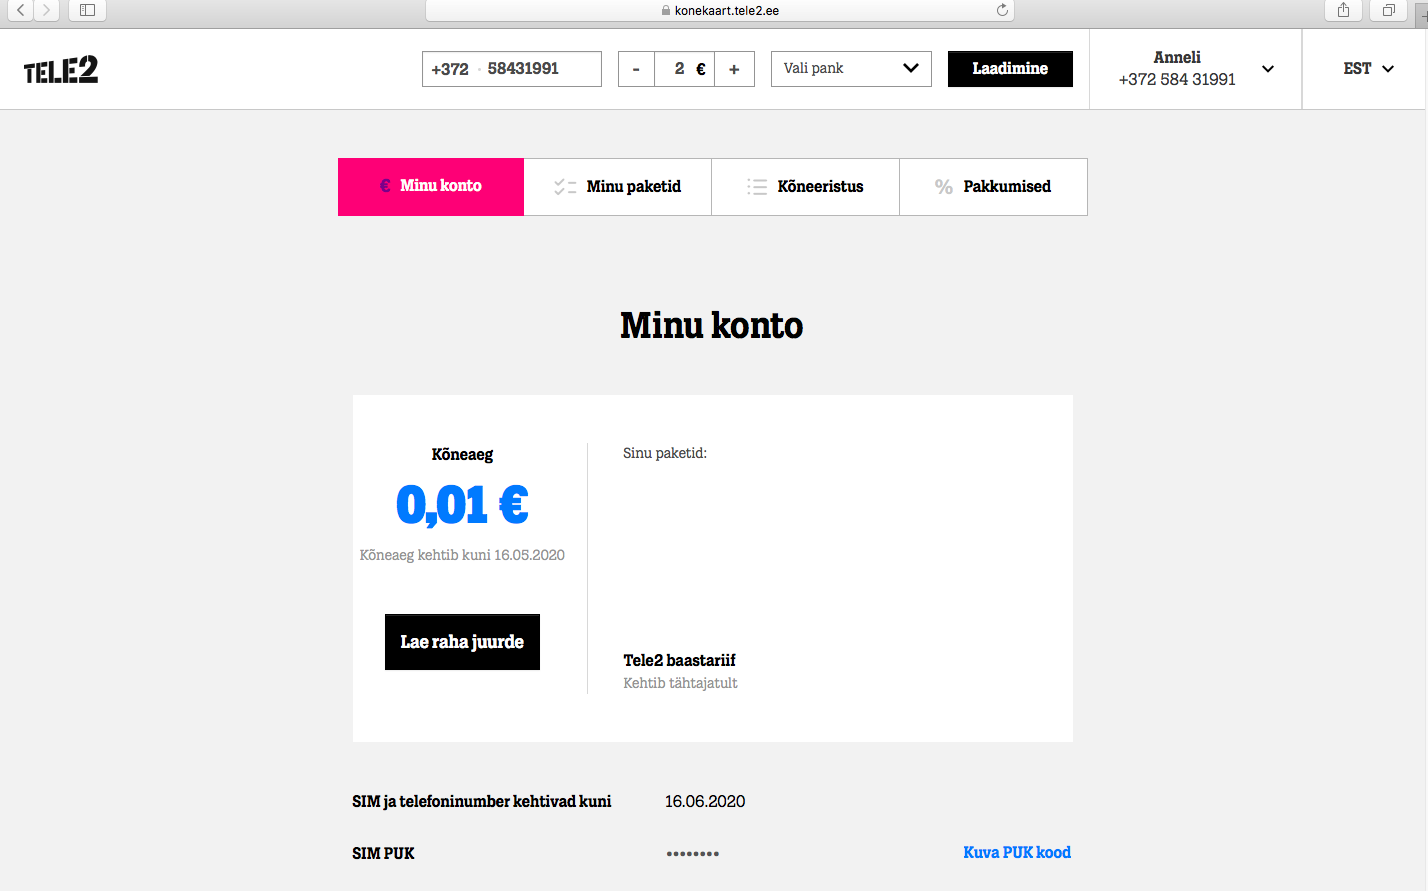 konekaart.tele2.ee
TELE2
+372 58431991
- 2 € +
Vali pank
Laadimine
Anneli
+372 584 31991
EST
€ Minu konto
Minu paketid
Kõneeristus
% Pakkumised
Minu konto
Kõneaeg
0,01 €
Kõneaeg kehtib kuni 16.05.2020
Lae raha juurde
Sinu paketid:
Tele2 baastariif
Kehtib tähtajatult
SIM ja telefoninumber kehtivad kuni 16.06.2020
SIM PUK •••••••• Kuva PUK kood